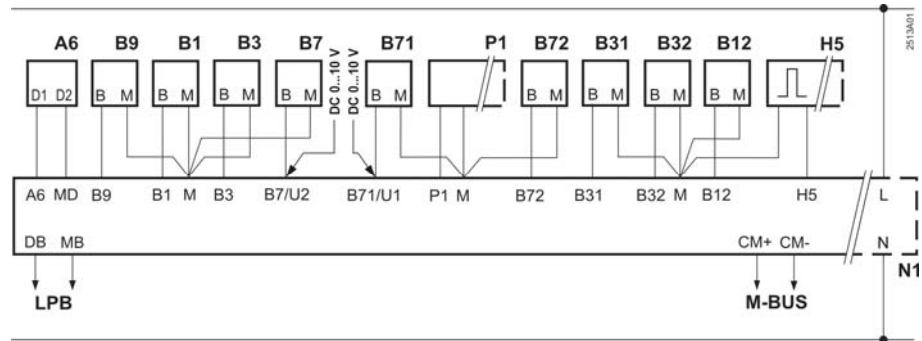 A6 B9 B1 B3 B7 DC 0...10 V DC 0...10 V B71 P1 B72 B31 B32 B12 H5 2513A01
D1 D2 B M B M B M B M B M B M B M B M B M
A6 MD B9 B1 M B3 B7/U2 B71/U1 P1 M B72 B31 B32 M B12 H5 L
DB MB CM+ CM- N
N1
LPB M-BUS